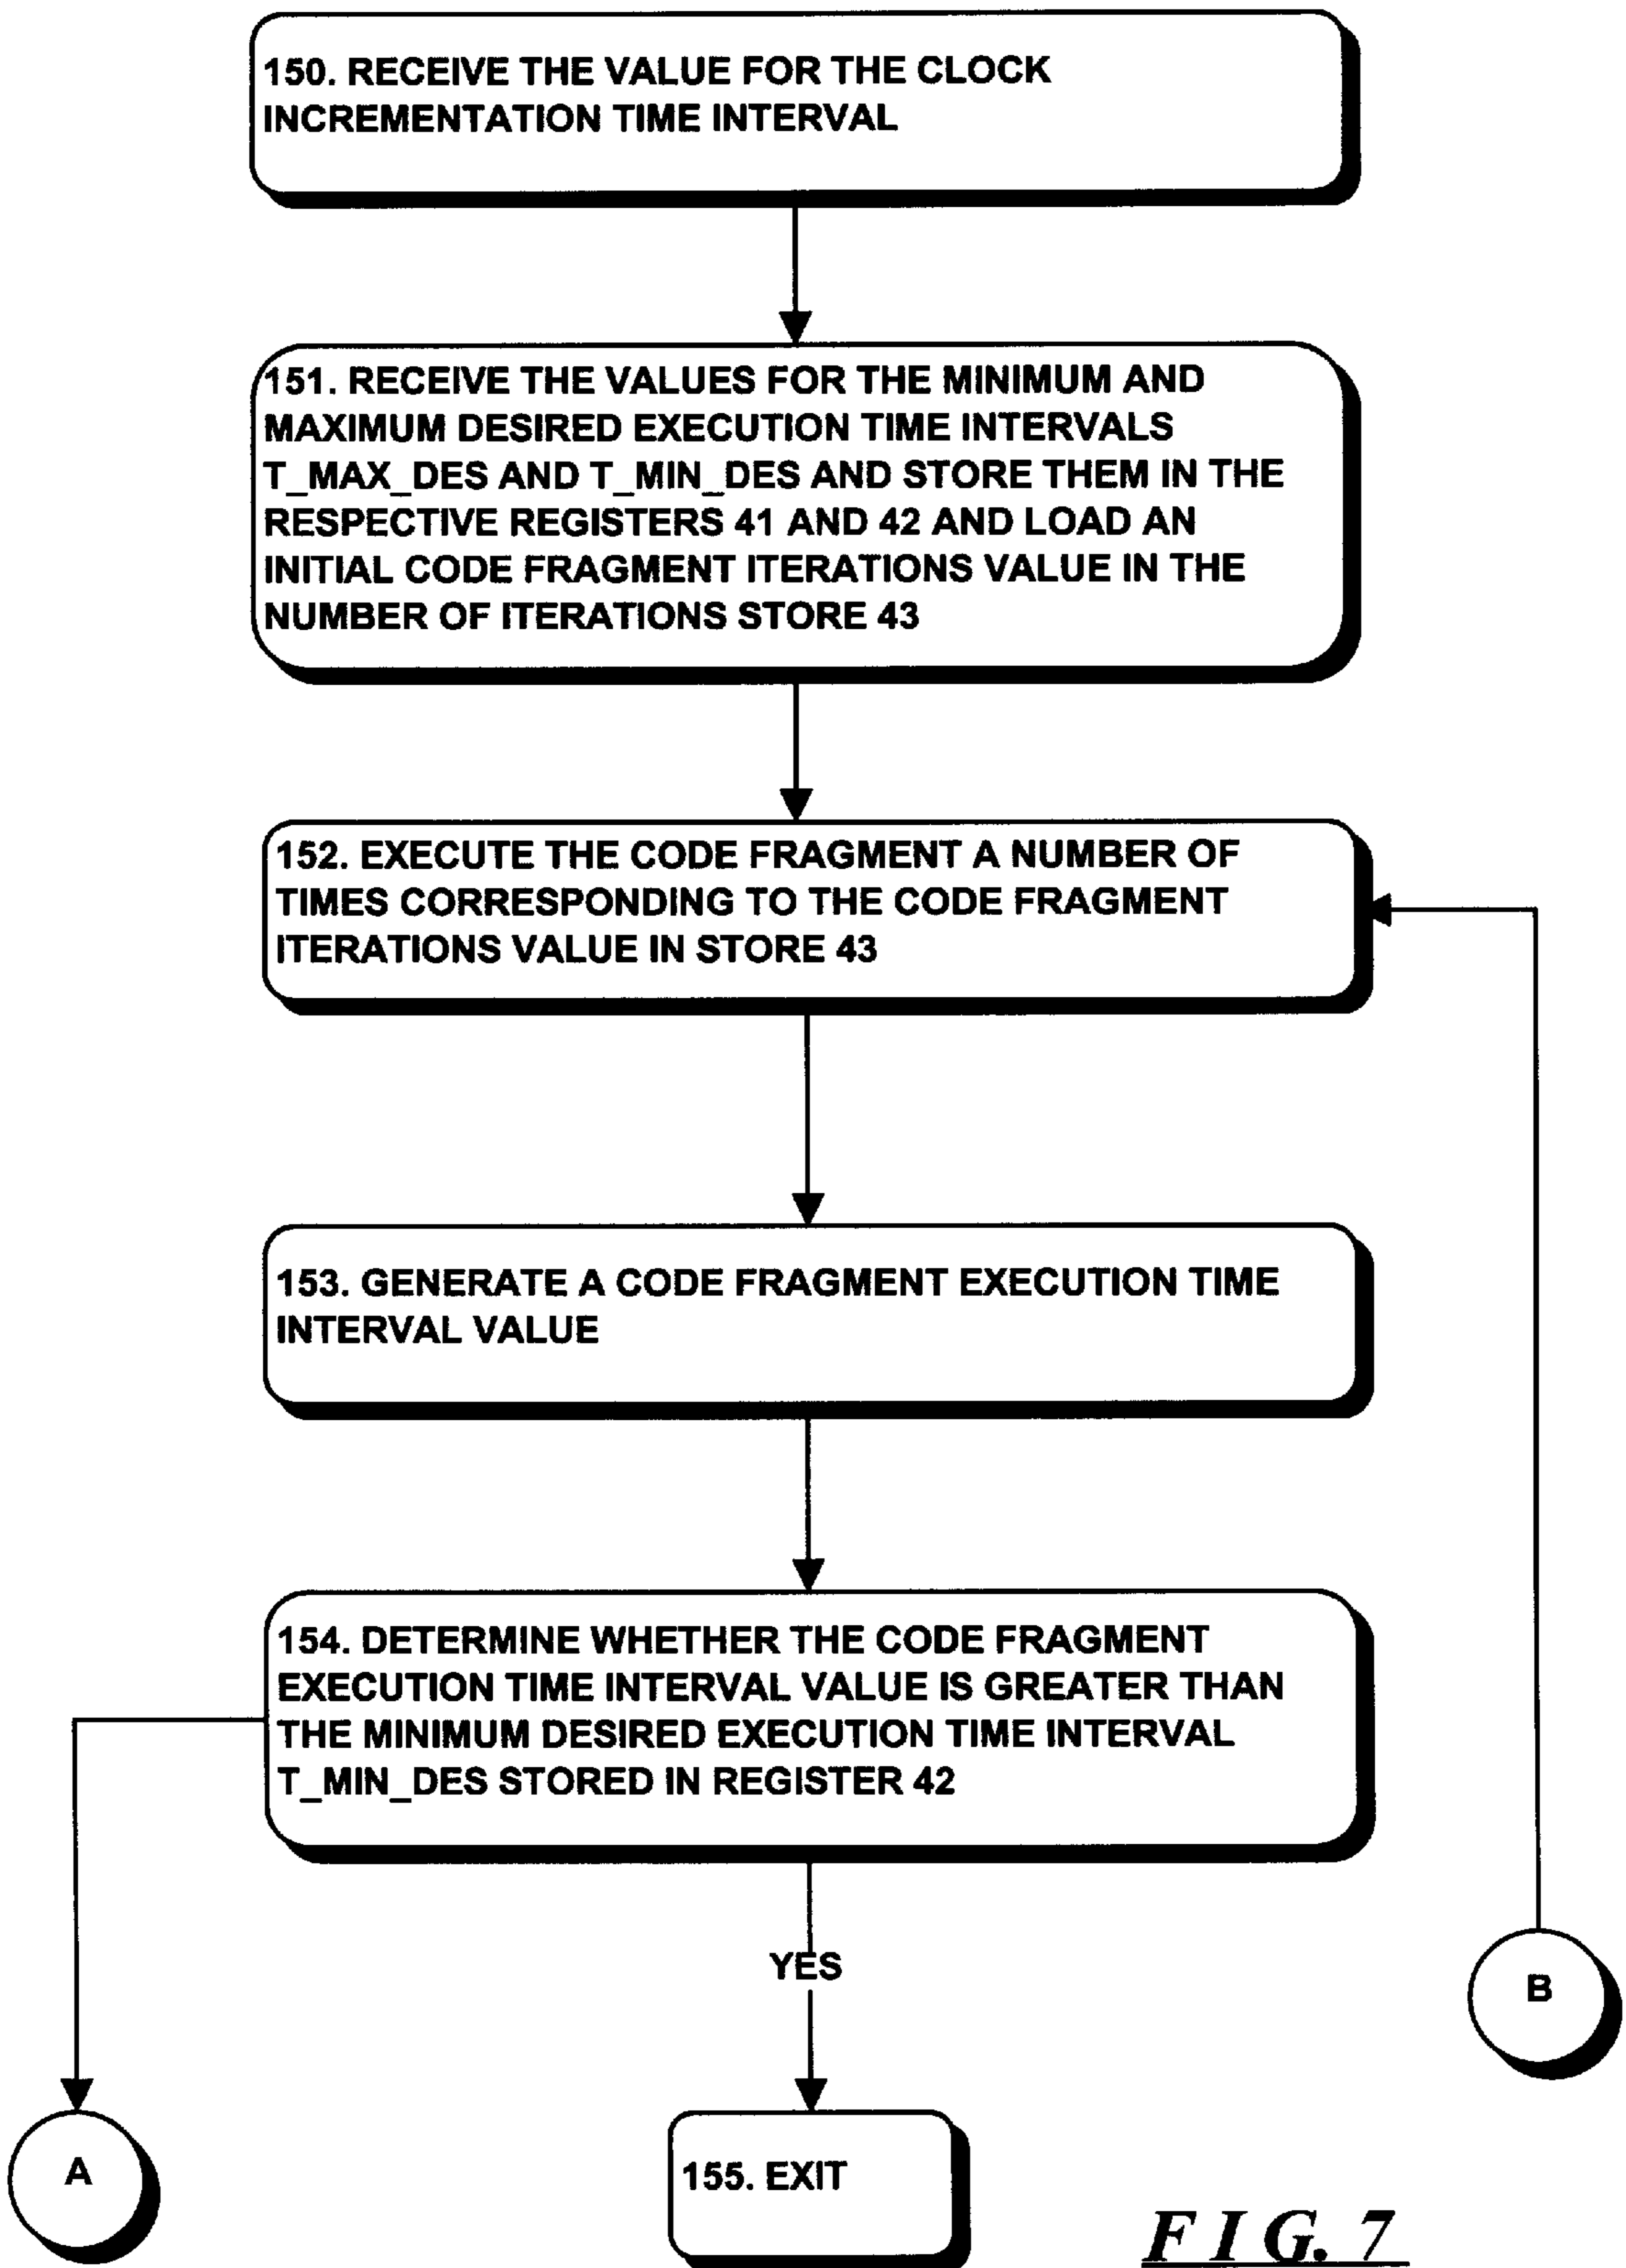 150. RECEIVE THE VALUE FOR THE CLOCK
INCREMENTATION TIME INTERVAL
151. RECEIVE THE VALUES FOR THE MINIMUM AND
MAXIMUM DESIRED EXECUTION TIME INTERVALS
T_MAX_DES AND T_MIN_DES AND STORE THEM IN THE
RESPECTIVE REGISTERS 41 AND 42 AND LOAD AN
INITIAL CODE FRAGMENT ITERATIONS VALUE IN THE
NUMBER OF ITERATIONS STORE 43
152. EXECUTE THE CODE FRAGMENT A NUMBER OF
TIMES CORRESPONDING TO THE CODE FRAGMENT
ITERATIONS VALUE IN STORE 43
153. GENERATE A CODE FRAGMENT EXECUTION TIME
INTERVAL VALUE
154. DETERMINE WHETHER THE CODE FRAGMENT
EXECUTION TIME INTERVAL VALUE IS GREATER THAN
THE MINIMUM DESIRED EXECUTION TIME INTERVAL
T_MIN_DES STORED IN REGISTER 42
YES
B
A
155. EXIT
FIG. 7